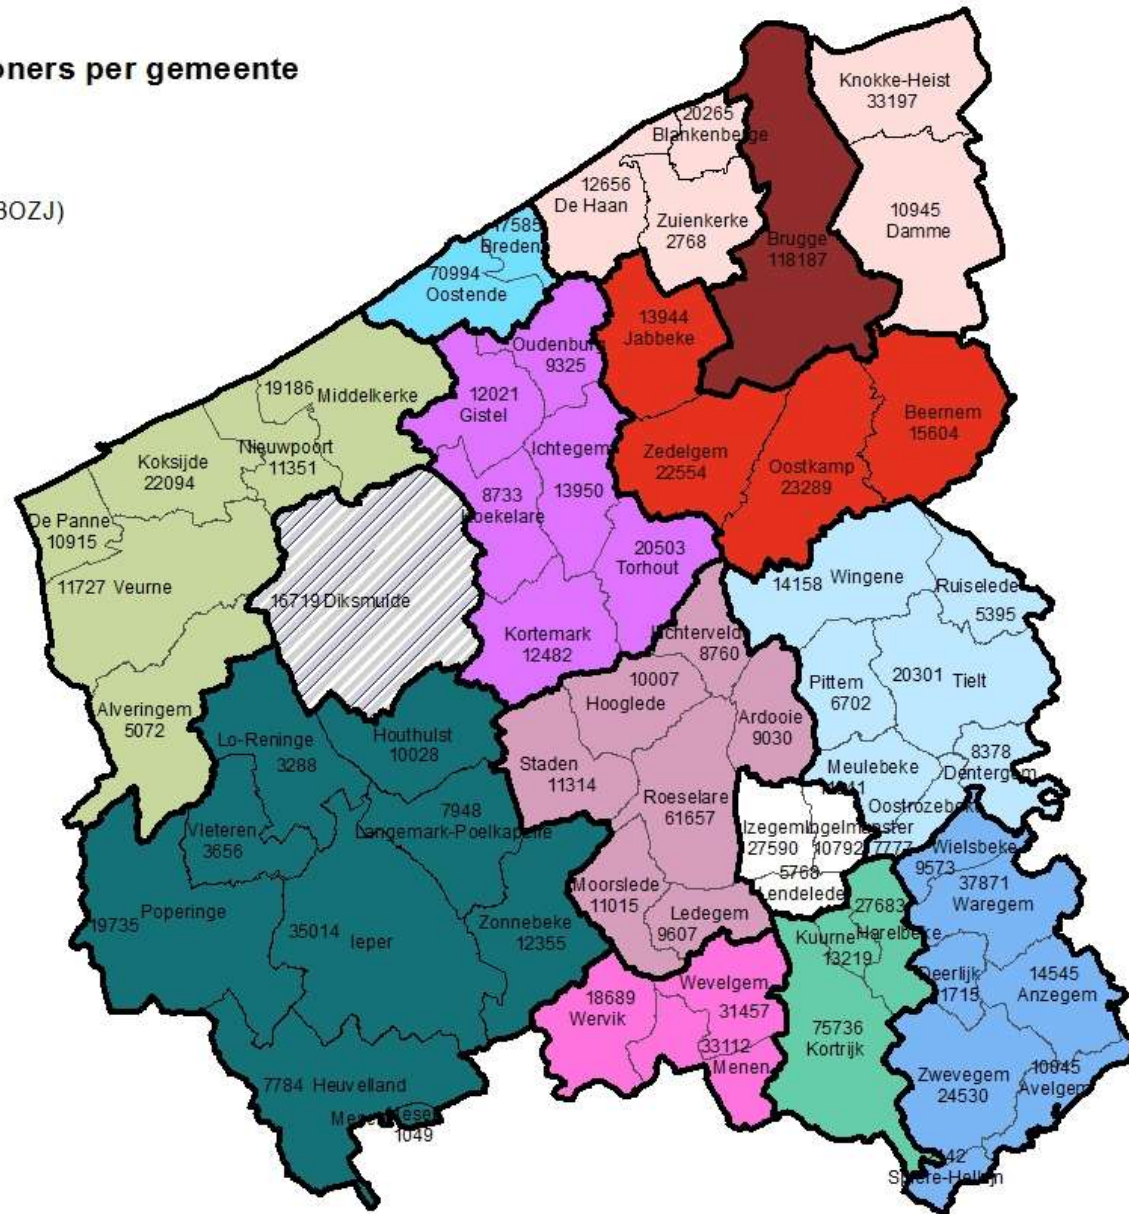 oners per gemeente
BOZJ)
Knokke-Heist
33197
20265
Blankenberge
12656
De Haan
Zuienkerke
2768
10945
Damme
Brugge
118187
17585
Breden
70994
Oostende
13944
Jabbeke
Oudenburg
9325
19186
Middelkerke
12021
Gistel
Beernem
15604
Nieuwpoort
11351
Koksijde
22094
Ichtegem
13950
Zedelgem
22554
Oostkamp
23289
8733
Koekelare
De Panne
10915
11727 Veurne
20503
Torhout
14158 Wingene
Ruiselede
5395
16719 Diksmuide
Kortemark
12482
Lichterveld
8760
10007
Hooglede
Pittem
6702
20301 Tielt
Alveringem
5072
Lo-Reninge
3288
Houthulst
10028
Ardooie
9030
Staden
11314
Meulebeke
8378
Dentergem
Oostrozebeke
7777
7948
Langemark-Poelkapelle
Roeselare
61657
Izegem
27590
Ingelmunster
10792
Vleteren
3656
Wielsbeke
9573
5768
Lendelede
37871
Waregem
Moorslede
11015
27683
Harelbeke
19735
Poperinge
35014
Ieper
Zonnebeke
12355
Ledegem
9607
Kuurne
13219
Deerlijk
11715
14545
Anzegem
18689
Wervik
Wevelgem
31457
75736
Kortrijk
33112
Menen
Zwevegem
24530
10045
Avelgem
7784 Heuvelland
Mesen
1049
Spiere-Helkijn